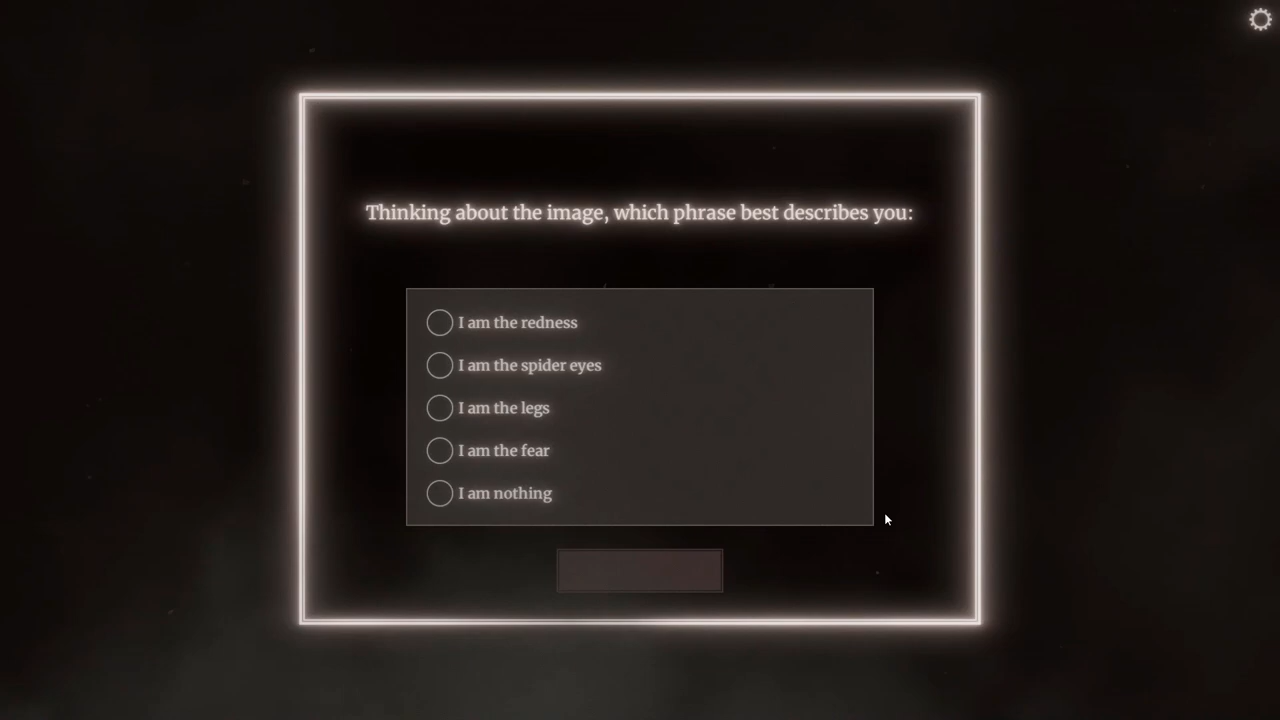 Thinking about the image, which phrase best describes you:
I am the redness
I am the spider eyes
I am the legs
I am the fear
I am nothing